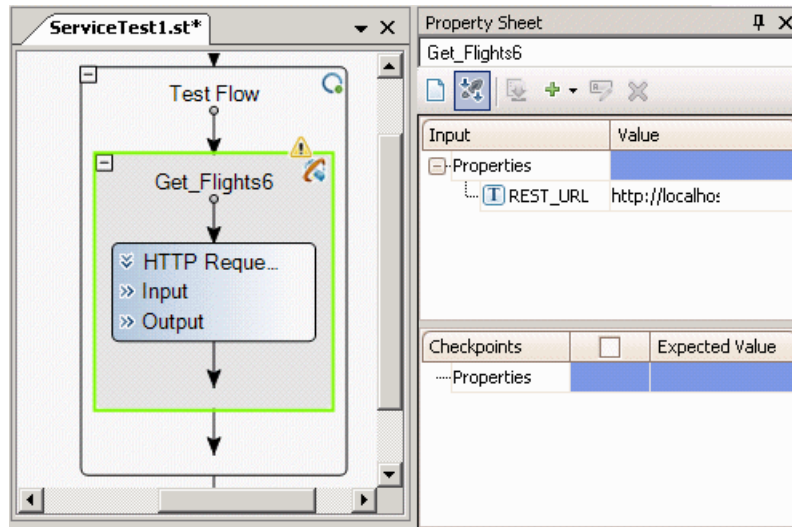 ServiceTest1.st*
Test Flow
Get_Flights6
HTTP Reque...
Input
Output
Property Sheet
Get_Flights6
Input Value
Properties
T REST_URL http://localhos
Checkpoints Expected Value
Properties